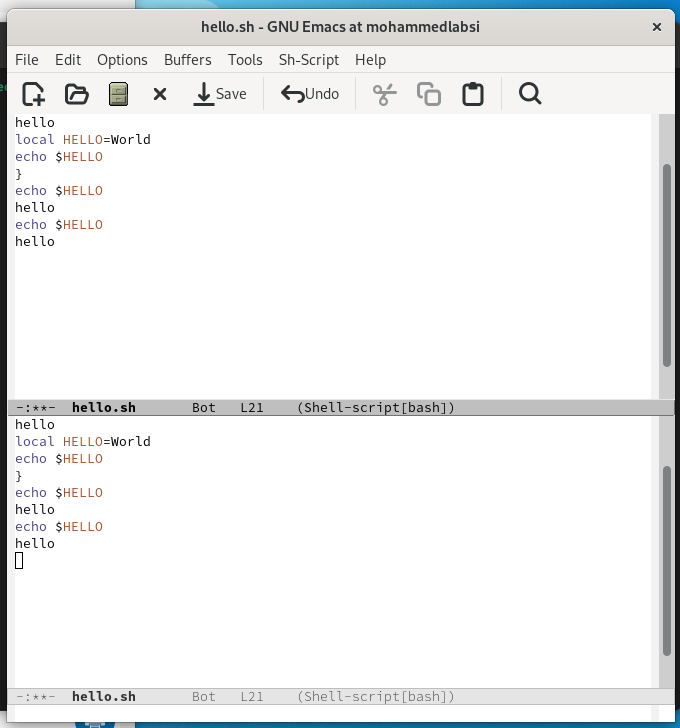 hello.sh - GNU Emacs at mohammedlabsi
File Edit Options Buffers Tools Sh-Script Help
Save Undo
hello
local HELLO=World
echo $HELLO
}
echo $HELLO
hello
echo $HELLO
hello
-:**- hello.sh Bot L21 (Shell-script[bash])
hello
local HELLO=World
echo $HELLO
}
echo $HELLO
hello
echo $HELLO
hello
-:**- hello.sh Bot L21 (Shell-script[bash])